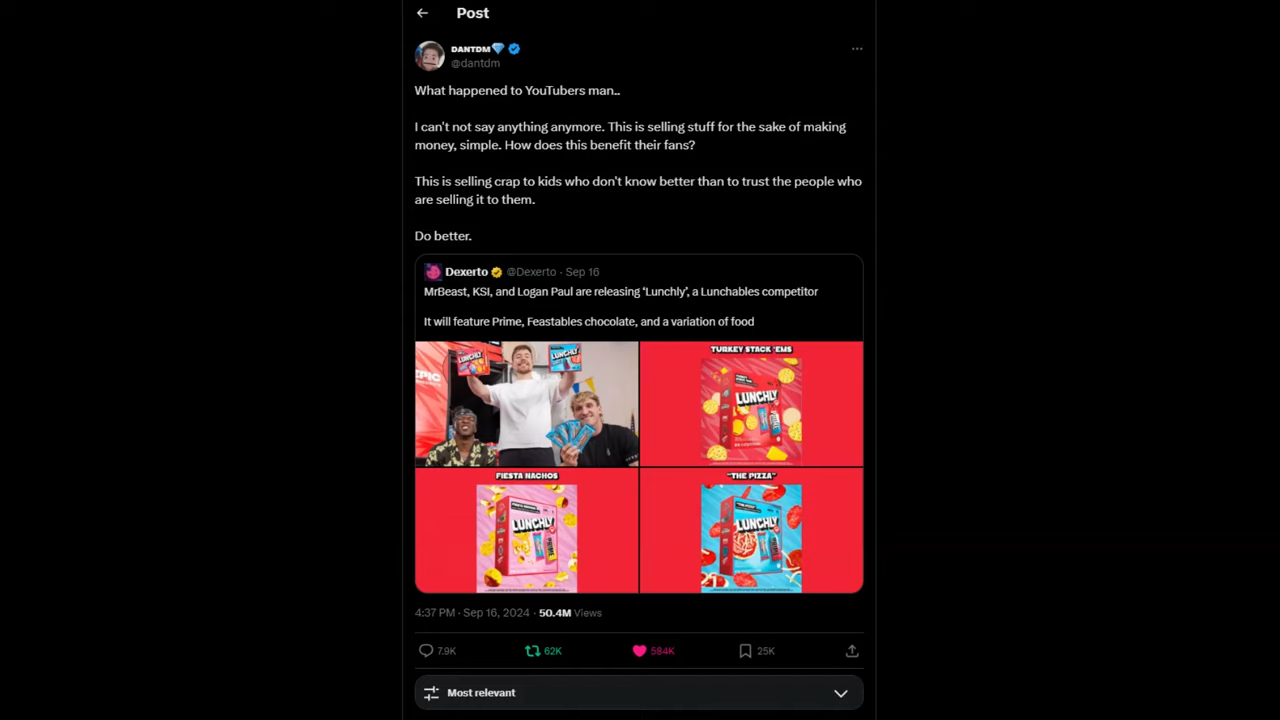 Post
DANTDM💎
@dantdm
What happened to YouTubers man..
I can't not say anything anymore. This is selling stuff for the sake of making
money, simple. How does this benefit their fans?
This is selling crap to kids who don't know better than to trust the people who
are selling it to them.
Do better.
Dexerto @Dexerto · Sep 16
MrBeast, KSI, and Logan Paul are releasing 'Lunchly', a Lunchables competitor
It will feature Prime, Feastables chocolate, and a variation of food
TURKEY STACK 'EMS
LUNCHLY
LUNCHLY
EPIC
LUNCHLY
FIESTA NACHOS
"THE PIZZA"
LUNCHLY
LUNCHLY
4:37 PM · Sep 16, 2024 · 50.4M Views
7.9K
62K
584K
25K
Most relevant